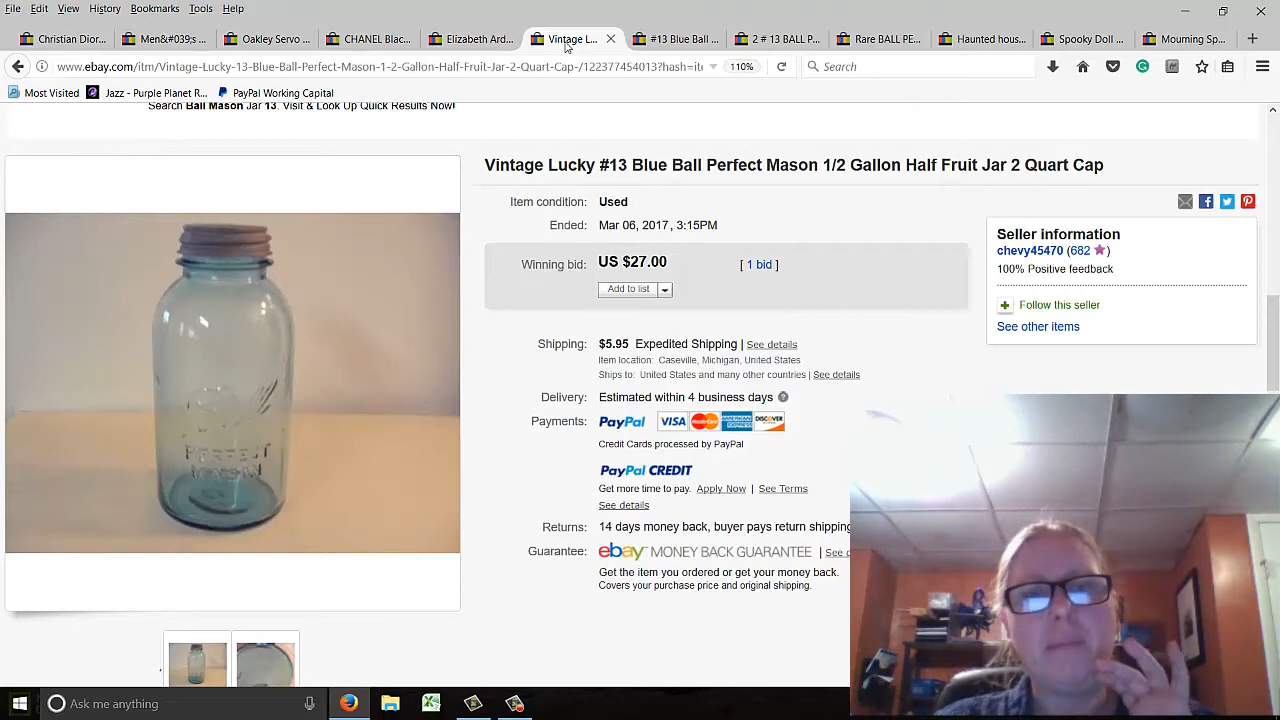 File Edit View History Bookmarks Tools Help
Christian Dior... Men&#039;s ... Oakley Servo ... CHANEL Blac... Elizabeth Ard... Vintage L... #13 Blue Ball ... 2 # 13 BALL P... Rare BALL PE... Haunted hous... Spooky Doll ... Mourning Sp...
www.ebay.com/itm/Vintage-Lucky-13-Blue-Ball-Perfect-Mason-1-2-Gallon-Half-Fruit-Jar-2-Quart-Cap-/122377454013?hash=ite 110% Search
Most Visited Jazz - Purple Planet R... PayPal Working Capital
Search Ball Mason Jar 13. Visit & Look Up Quick Results Now!
Vintage Lucky #13 Blue Ball Perfect Mason 1/2 Gallon Half Fruit Jar 2 Quart Cap
Item condition: Used
Ended: Mar 06, 2017 , 3:15PM
Winning bid: US $27.00 [ 1 bid ]
Add to list
Shipping: $5.95 Expedited Shipping | See details
Item location: Caseville, Michigan, United States
Ships to: United States and many other countries | See details
Delivery: Estimated within 4 business days
Payments: PayPal VISA MasterCard AMERICAN EXPRESS DISCOVER
Credit Cards processed by PayPal
PayPal CREDIT
Get more time to pay. Apply Now | See Terms
See details
Returns: 14 days money back, buyer pays return shipping
Guarantee: ebay MONEY BACK GUARANTEE | See
Get the item you ordered or get your money back.
Covers your purchase price and original shipping.
Seller information
chevy45470 (682 )
100% Positive feedback
Follow this seller
See other items
PERFECT
MASON
Ask me anything